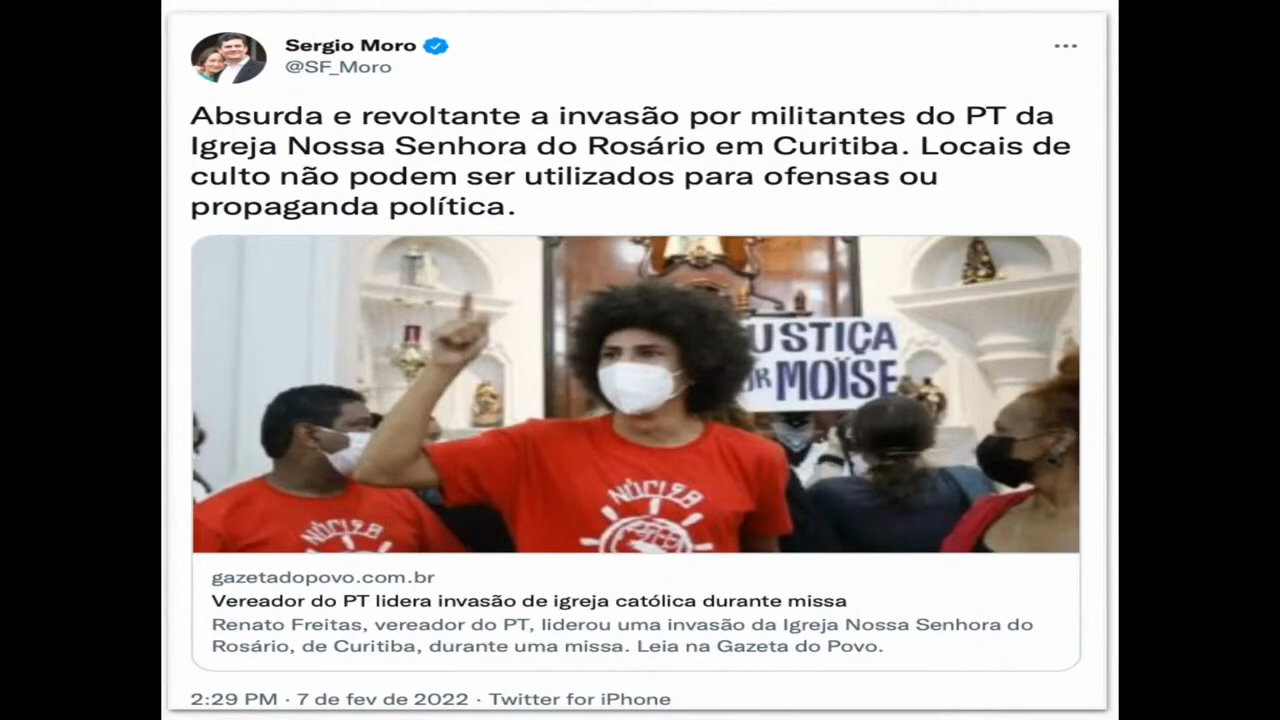 Sergio Moro
@SF_Moro
Absurda e revoltante a invasão por militantes do PT da
Igreja Nossa Senhora do Rosário em Curitiba. Locais de
culto não podem ser utilizados para ofensas ou
propaganda política.
USTIÇA
R MOÏSE
NÚCLEO
NÚCLEO
gazetadopovo.com.br
Vereador do PT lidera invasão de igreja católica durante missa
Renato Freitas, vereador do PT, liderou uma invasão da Igreja Nossa Senhora do
Rosário, de Curitiba, durante uma missa. Leia na Gazeta do Povo.
2:29 PM · 7 de fev de 2022 · Twitter for iPhone